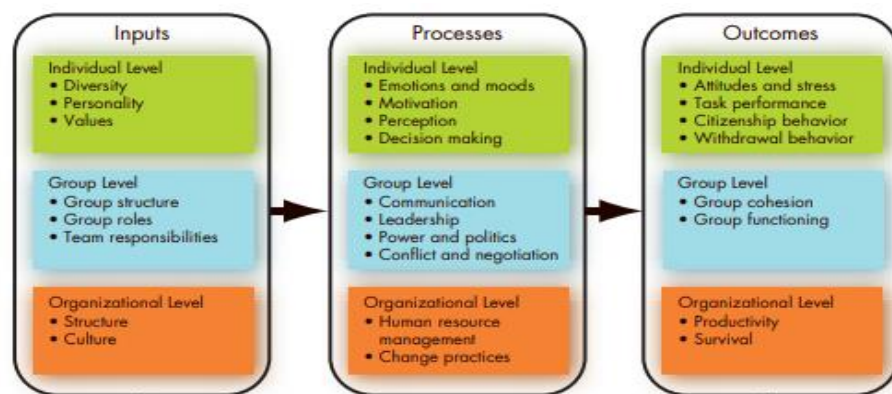 Inputs
Individual Level
• Diversity
• Personality
• Values
Group Level
• Group structure
• Group roles
• Team responsibilities
Organizational Level
• Structure
• Culture
Processes
Individual Level
• Emotions and moods
• Motivation
• Perception
• Decision making
Group Level
• Communication
• Leadership
• Power and politics
• Conflict and negotiation
Organizational Level
• Human resource
management
• Change practices
Outcomes
Individual Level
• Attitudes and stress
• Task performance
• Citizenship behavior
• Withdrawal behavior
Group Level
• Group cohesion
• Group functioning
Organizational Level
• Productivity
• Survival